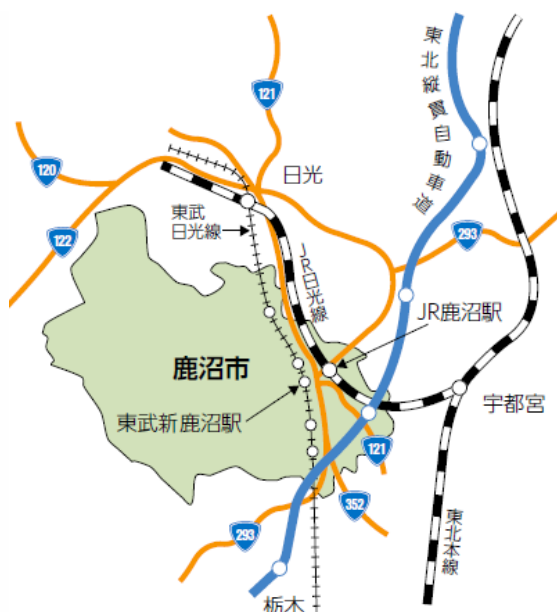 東北縦貫自動車道
121
120
日光
東武
日光線
122
293
JR日光線
JR鹿沼駅
鹿沼市
東武新鹿沼駅
宇都宮
121
352
293
東北本線
栃木